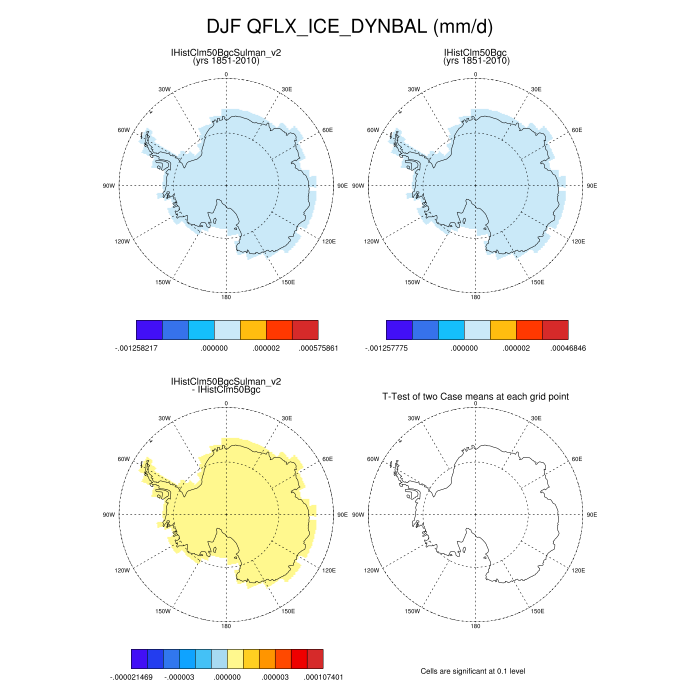 DJF QFLX_ICE_DYNBAL (mm/d)
IHistClm50BgcSulman_v2
(yrs 1851-2010)
IHistClm50Bgc
(yrs 1851-2010)
0
30W 30E
60W 60E
90W 90E
120W 120E
150W 150E
180
0
30W 30E
60W 60E
90W 90E
120W 120E
150W 150E
180
-.001258217 .000000 .000002 .000575861
-.001257775 .000000 .000002 .00046846
IHistClm50BgcSulman_v2
- IHistClm50Bgc
T-Test of two Case means at each grid point
0
30W 30E
60W 60E
90W 90E
120W 120E
150W 150E
180
0
30W 30E
60W 60E
90W 90E
120W 120E
150W 150E
180
-.000021469 -.000003 .000000 .000003 .000107401
Cells are significant at 0.1 level